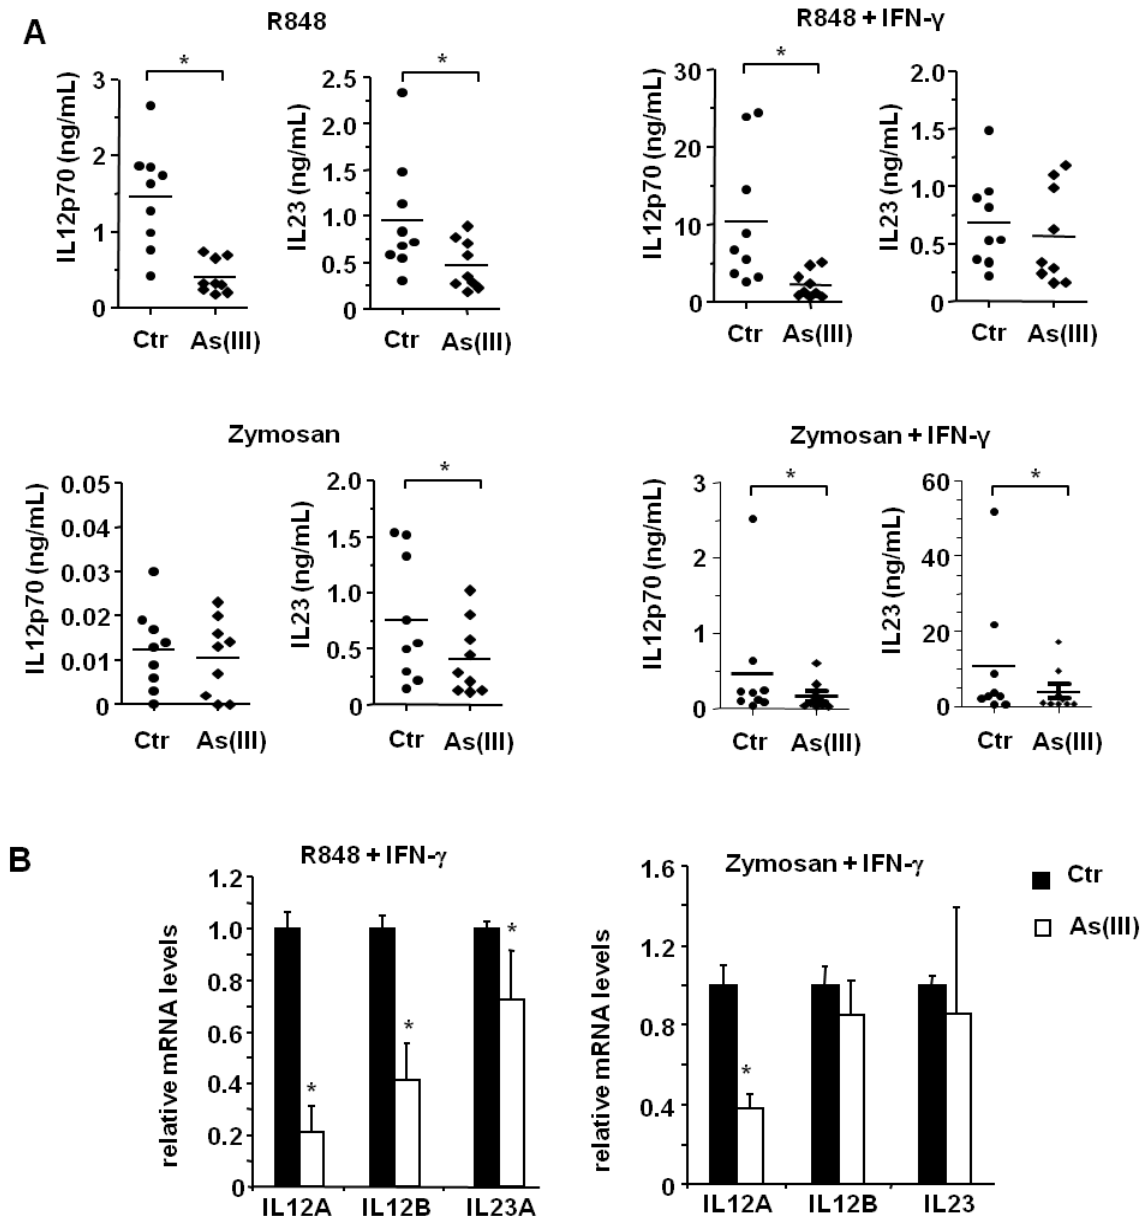 A
R848
R848 + IFN-γ
*
*
*
IL12p70 (ng/mL)
3
2
1
0
Ctr As(III)
IL23 (ng/mL)
2.5
2.0
1.5
1.0
0.5
0
Ctr As(III)
IL12p70 (ng/mL)
30
20
10
0
Ctr As(III)
IL23 (ng/mL)
2.0
1.5
1.0
0.5
0
Ctr As(III)
Zymosan
Zymosan + IFN-γ
*
*
*
IL12p70 (ng/mL)
0.05
0.04
0.03
0.02
0.01
0
Ctr As(III)
IL23 (ng/mL)
2.0
1.5
1.0
0.5
0
Ctr As(III)
IL12p70 (ng/mL)
3
2
1
0
Ctr As(III)
IL23 (ng/mL)
60
40
20
0
Ctr As(III)
B
R848 + IFN-γ
relative mRNA levels
1.2
1.0
0.8
0.6
0.4
0.2
0
*
*
*
IL12A IL12B IL23A
Zymosan + IFN-γ
relative mRNA levels
1.6
1.2
0.8
0.4
0
*
IL12A IL12B IL23
Ctr
As(III)